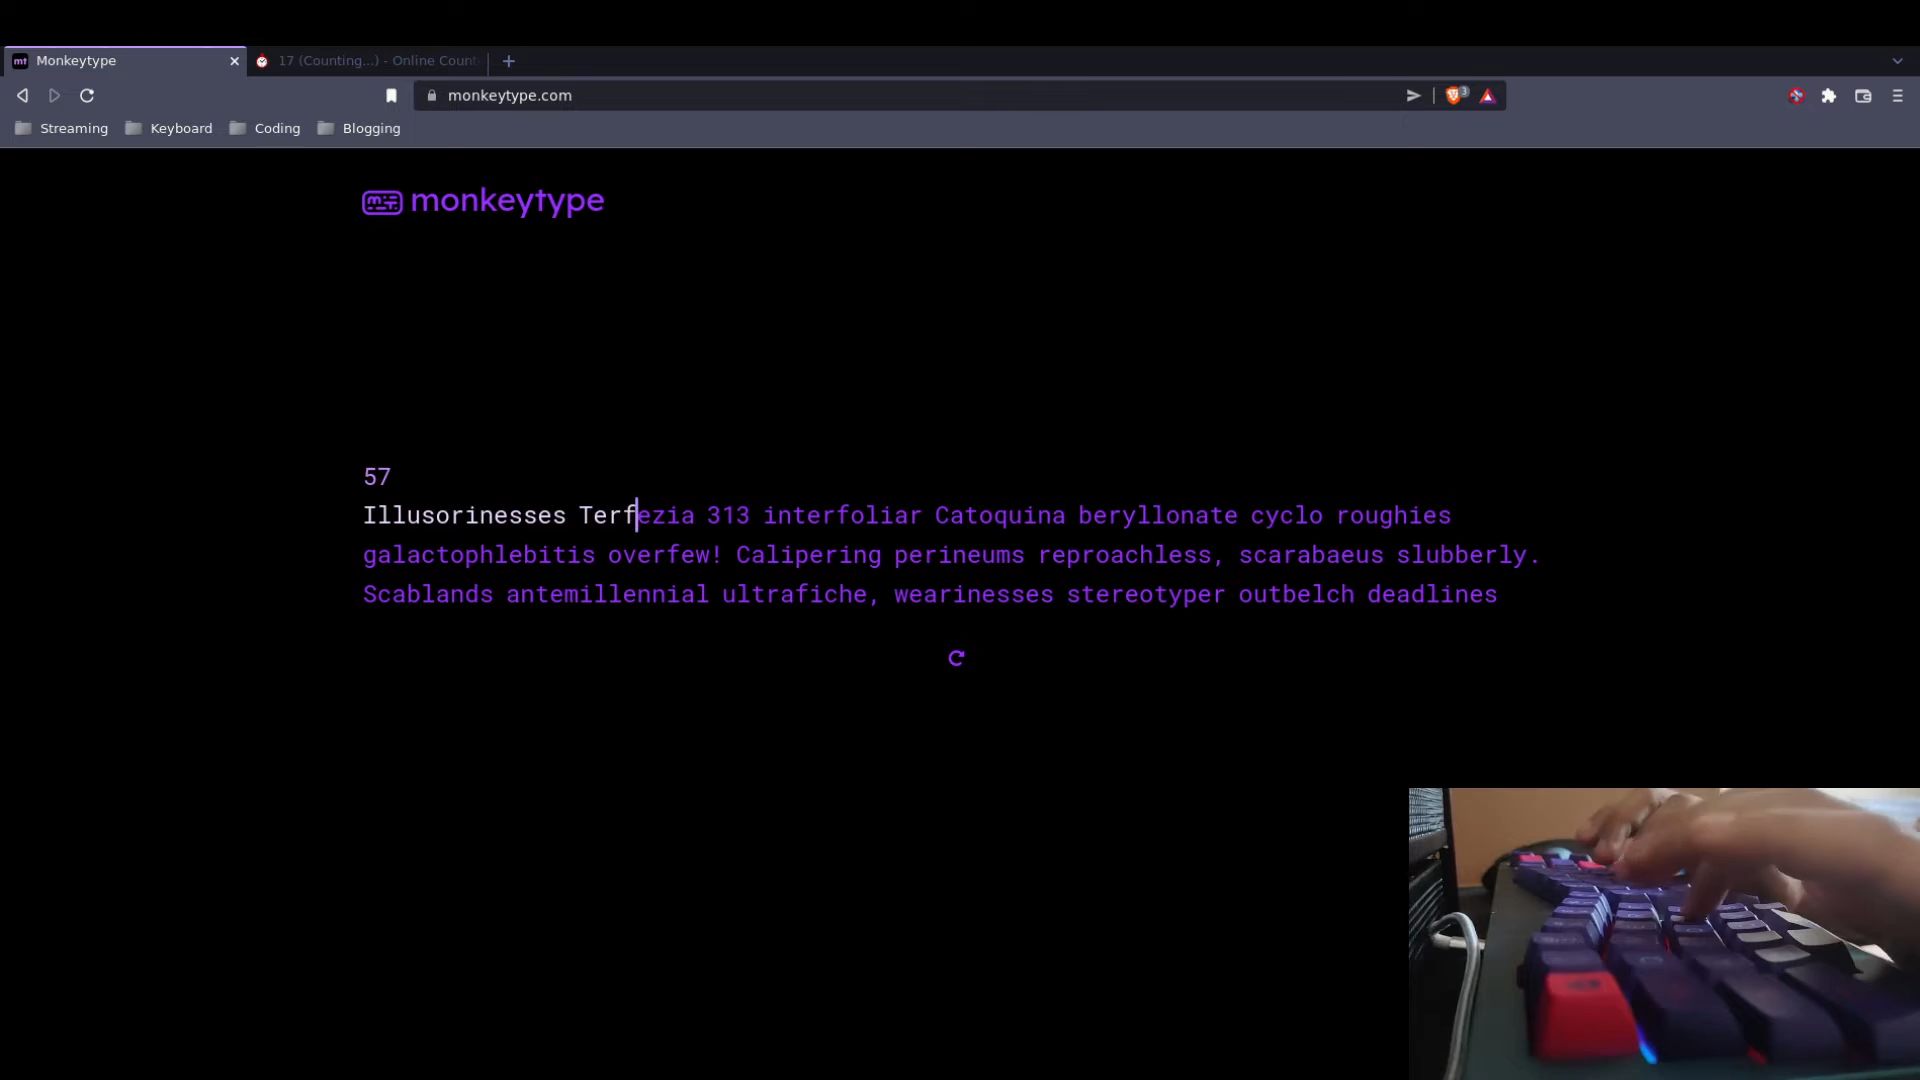 Monkeytype
17 (Counting...) - Online Count
monkeytype.com
3
Streaming
Keyboard
Coding
Blogging
monkeytype
57
Illusorinesses Terfezia 313 interfoliar Catoquina beryllonate cyclo roughies
galactophlebitis overfew! Calipering perineums reproachless, scarabaeus slubberly.
Scablands antemillennial ultrafiche, wearinesses stereotyper outbelch deadlines